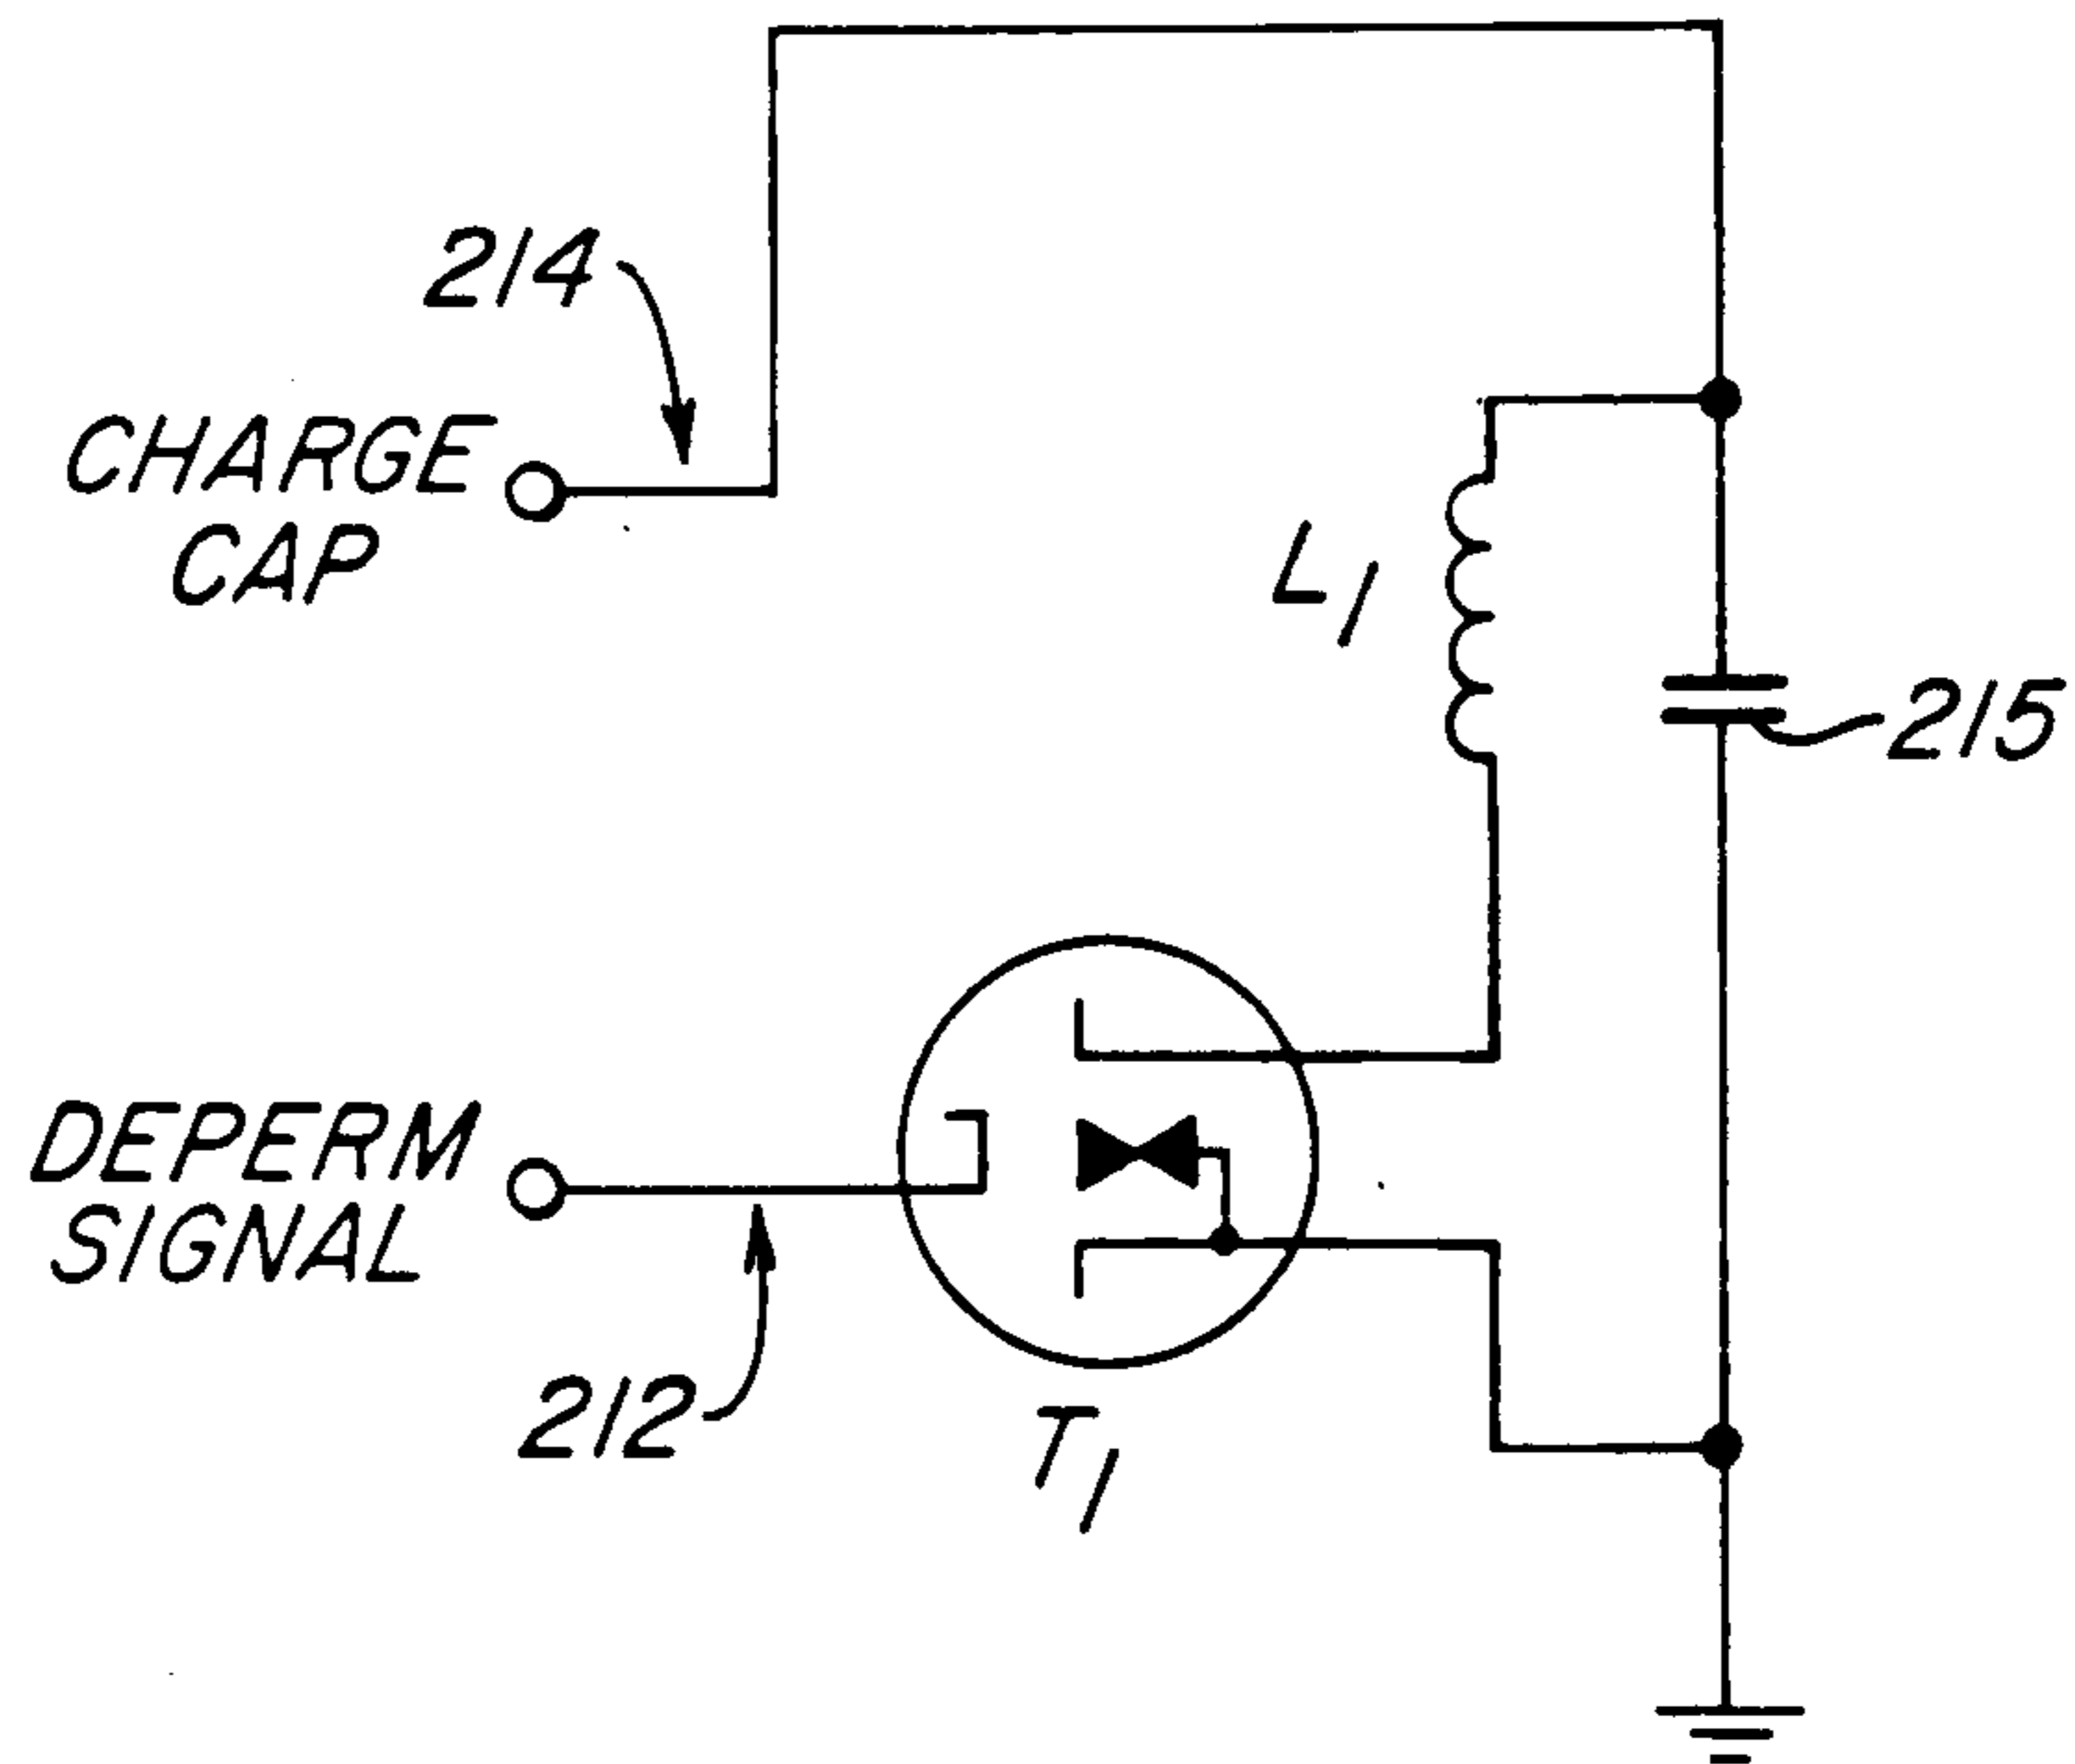 214
CHARGE
CAP
L1
215
DEPERM
SIGNAL
212
T1